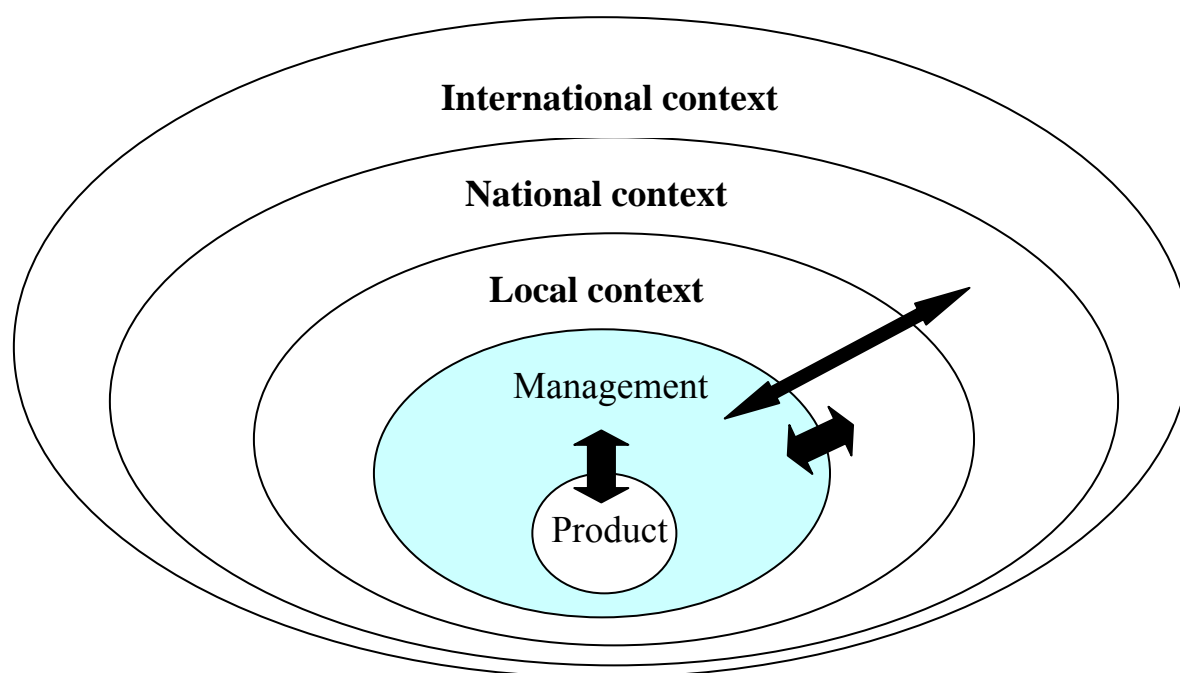 International context
National context
Local context
Management
Product